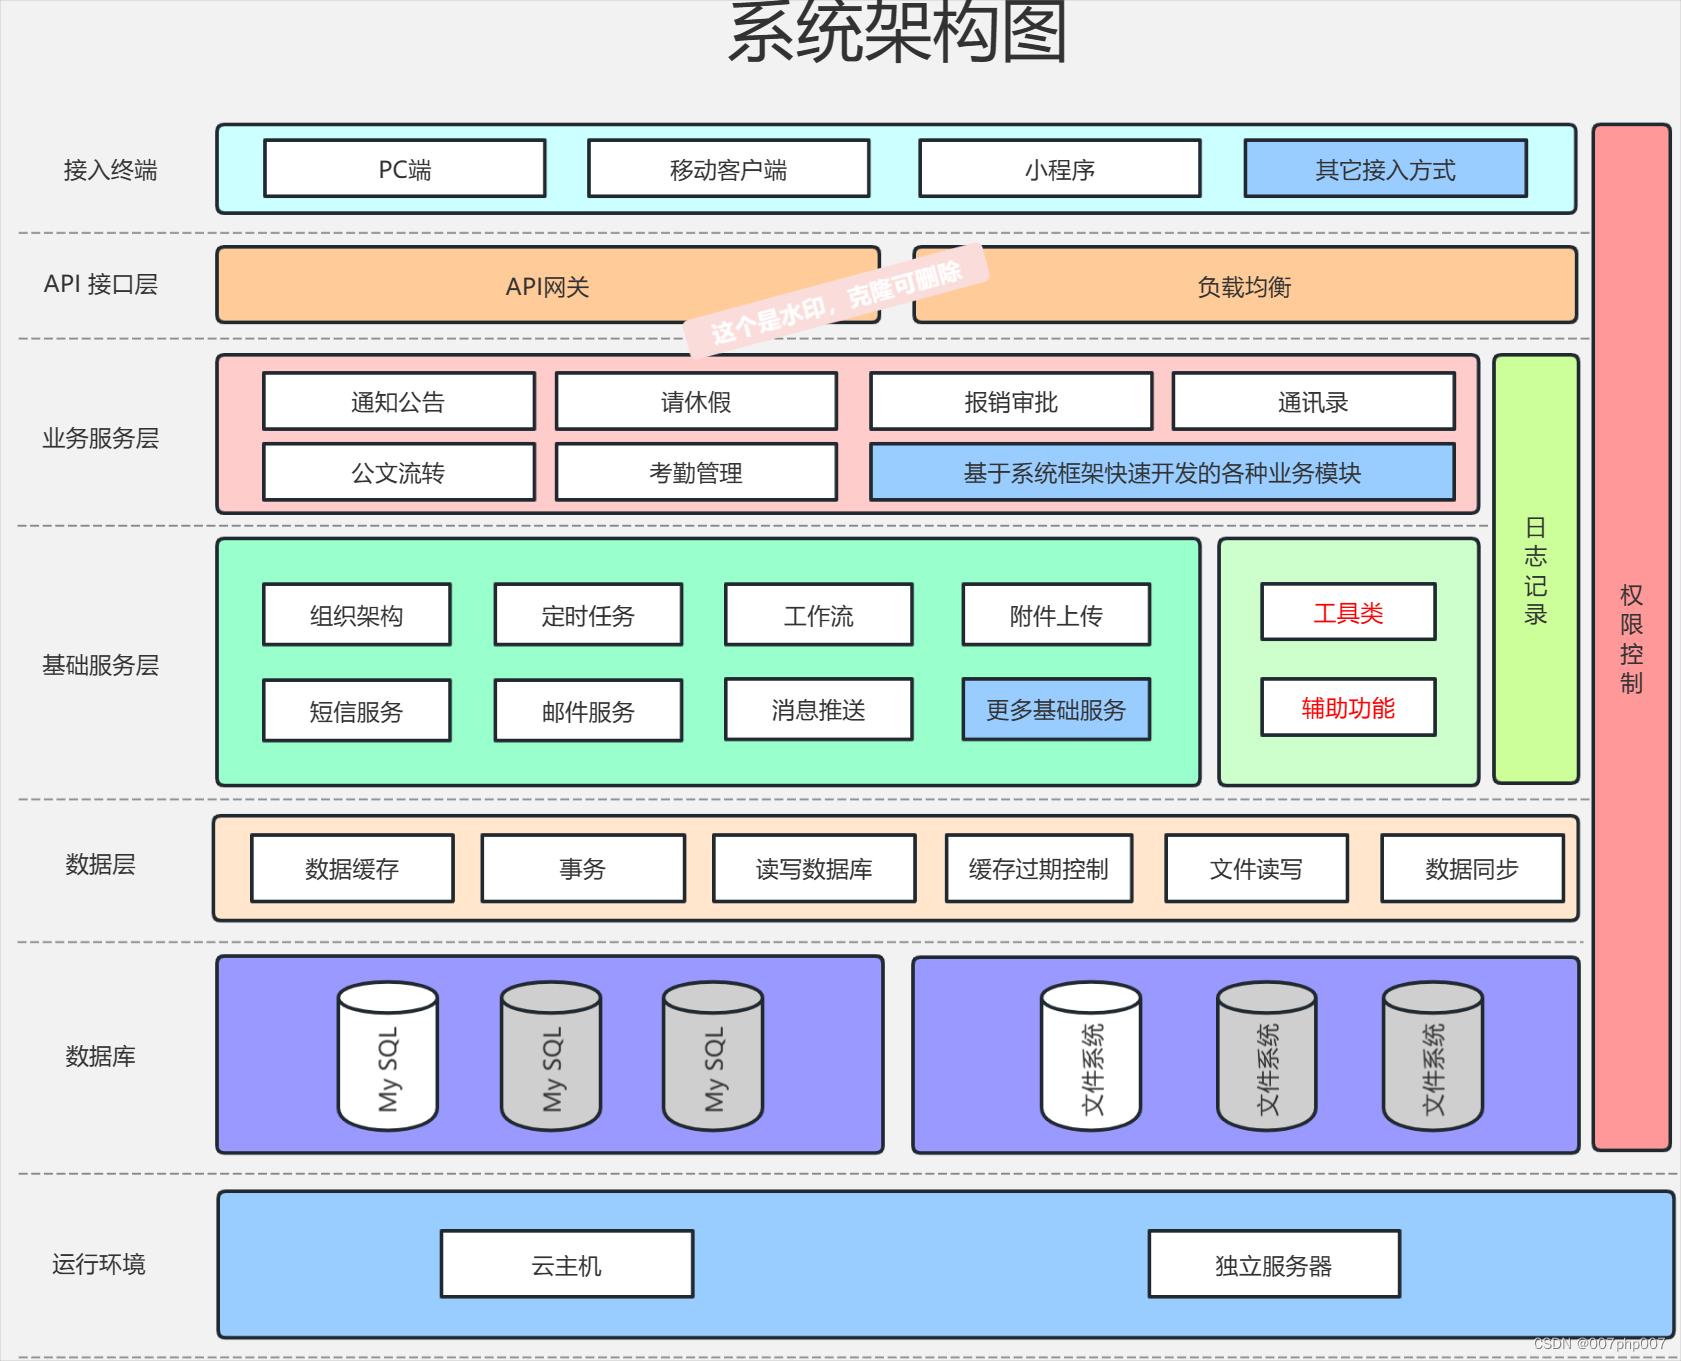 系统架构图
接入终端
PC端
移动客户端
小程序
其它接入方式
API 接口层
API网关
负载均衡
这个是水印，克隆可删除
业务服务层
通知公告
请休假
报销审批
通讯录
公文流转
考勤管理
基于系统框架快速开发的各种业务模块
日志记录
权限控制
基础服务层
组织架构
定时任务
工作流
附件上传
工具类
短信服务
邮件服务
消息推送
更多基础服务
辅助功能
数据层
数据缓存
事务
读写数据库
缓存过期控制
文件读写
数据同步
数据库
My SQL
My SQL
My SQL
文件系统
文件系统
文件系统
运行环境
云主机
独立服务器
CSDN @007php007